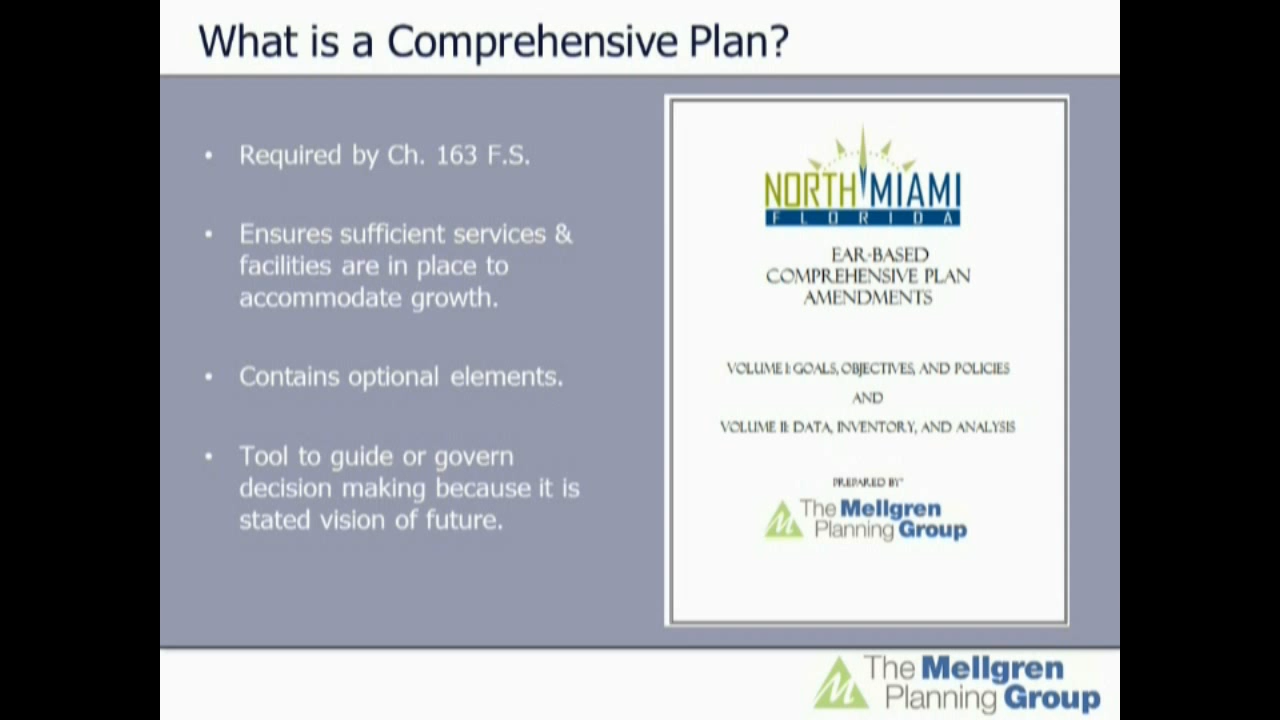 What is a Comprehensive Plan?
• Required by Ch. 163 F.S.
• Ensures sufficient services &
facilities are in place to
accommodate growth.
• Contains optional elements.
• Tool to guide or govern
decision making because it is
stated vision of future.
NORTH MIAMI
FLORIDA
EAR-BASED
COMPREHENSIVE PLAN
AMENDMENTS
VOLUME I: GOALS, OBJECTIVES, AND POLICIES
AND
VOLUME II: DATA, INVENTORY, AND ANALYSIS
PREPARED BY
The Mellgren
Planning Group
The Mellgren
Planning Group